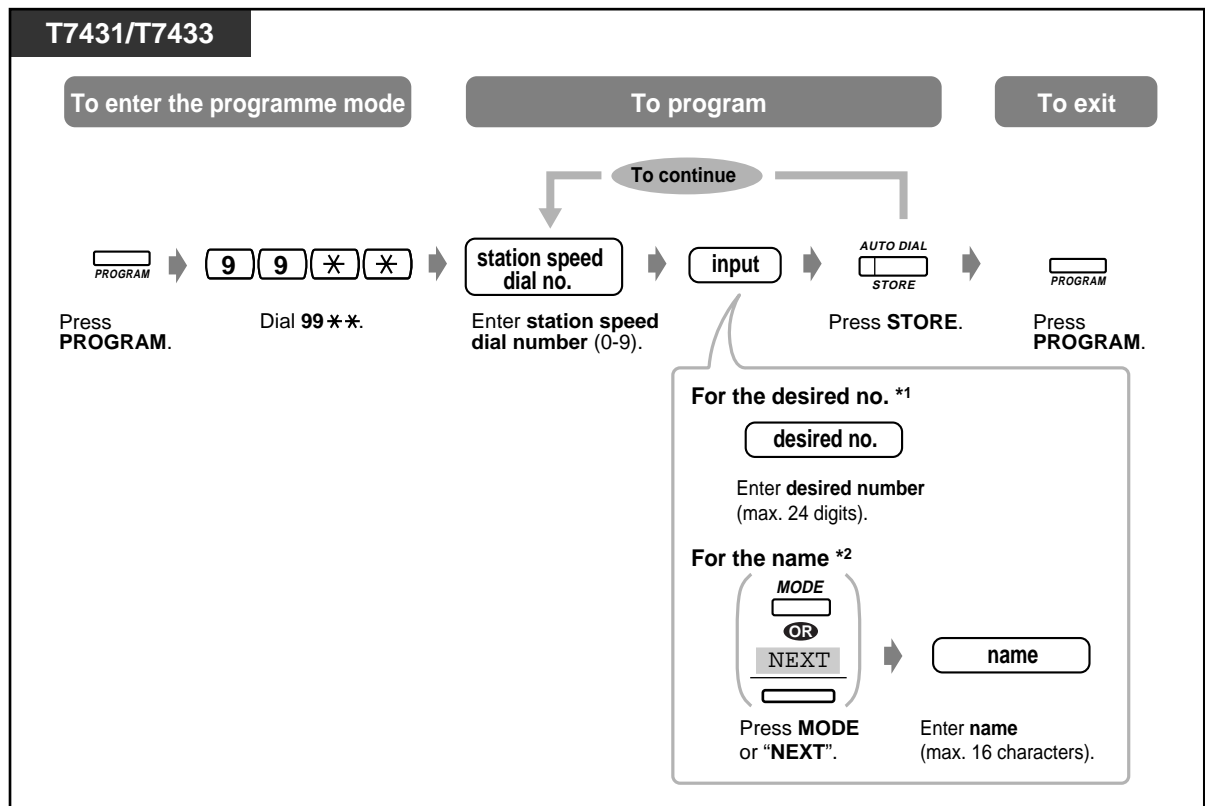 T7431/T7433
To enter the programme mode
To program
To exit
To continue
PROGRAM
9 9 * *
station speed
dial no.
input
AUTO DIAL
STORE
PROGRAM
Press
PROGRAM.
Dial 99**.
Enter station speed
dial number (0-9).
Press STORE.
Press
PROGRAM.
For the desired no. *1
desired no.
Enter desired number
(max. 24 digits).
For the name *2
MODE
OR
NEXT
name
Press MODE
or “NEXT”.
Enter name
(max. 16 characters).